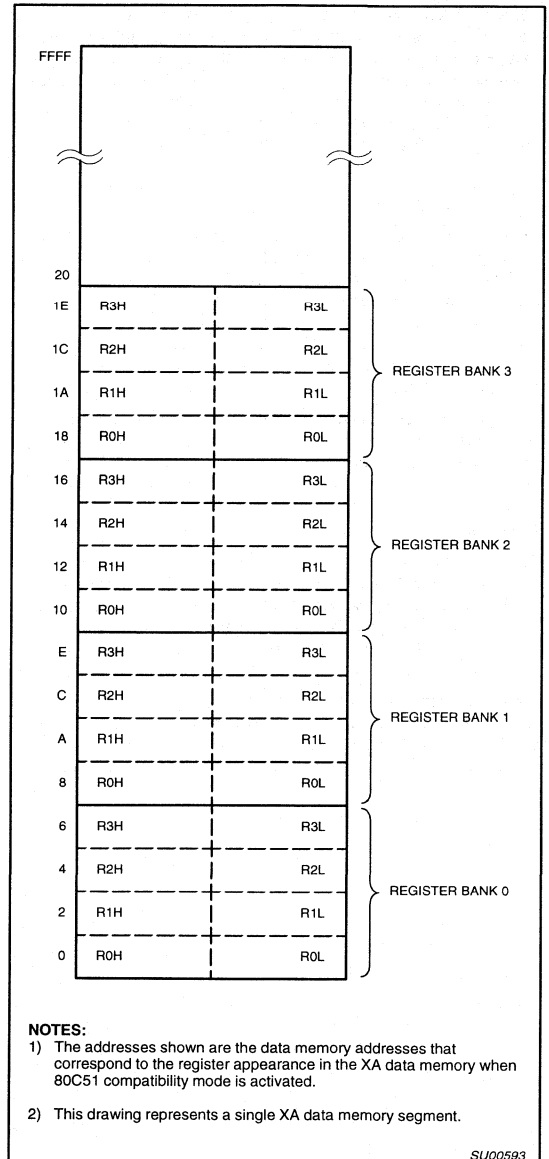 FFFF
20
1E R3H R3L
1C R2H R2L
REGISTER BANK 3
1A R1H R1L
18 R0H R0L
16 R3H R3L
14 R2H R2L
REGISTER BANK 2
12 R1H R1L
10 R0H R0L
E R3H R3L
C R2H R2L
REGISTER BANK 1
A R1H R1L
8 R0H R0L
6 R3H R3L
4 R2H R2L
REGISTER BANK 0
2 R1H R1L
0 R0H R0L
NOTES:
1) The addresses shown are the data memory addresses that
correspond to the register appearance in the XA data memory when
80C51 compatibility mode is activated.
2) This drawing represents a single XA data memory segment.
SU00593